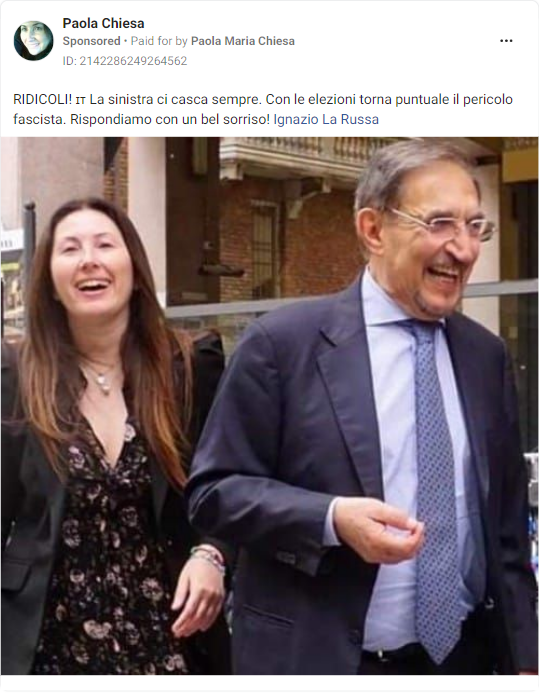 Paola Chiesa
Sponsored • Paid for by Paola Maria Chiesa
ID: 2142286249264562
RIDICOLI! ɪᴛ La sinistra ci casca sempre. Con le elezioni torna puntuale il pericolo
fascista. Rispondiamo con un bel sorriso! Ignazio La Russa